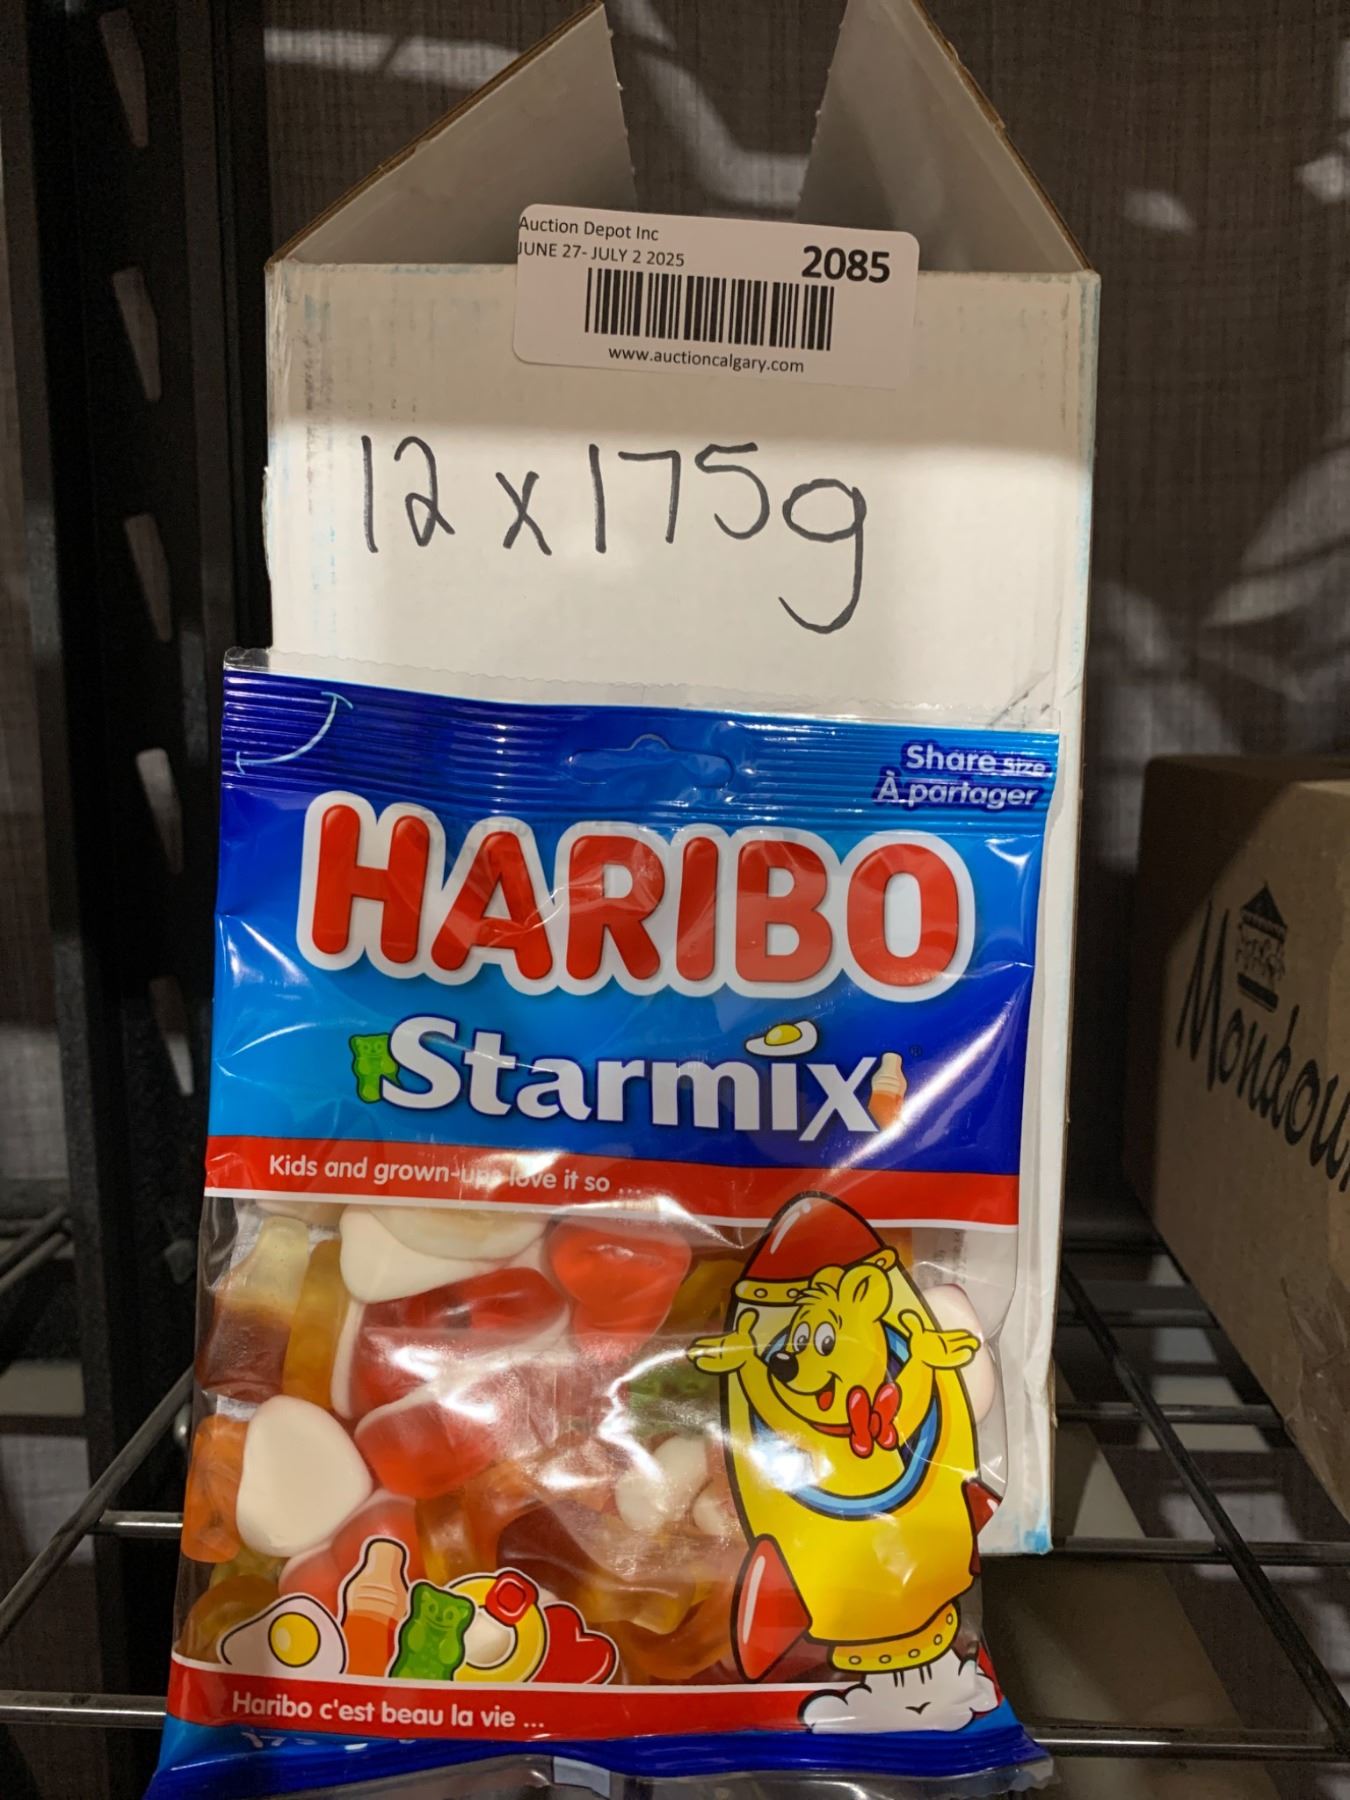 Auction Depot Inc
JUNE 27- JULY 2 2025
2085
www.auctioncalgary.com
12 x 175g
Share size
À partager
HARIBO
Starmix
Kids and grown-ups love it so ...
Haribo c'est beau la vie ...